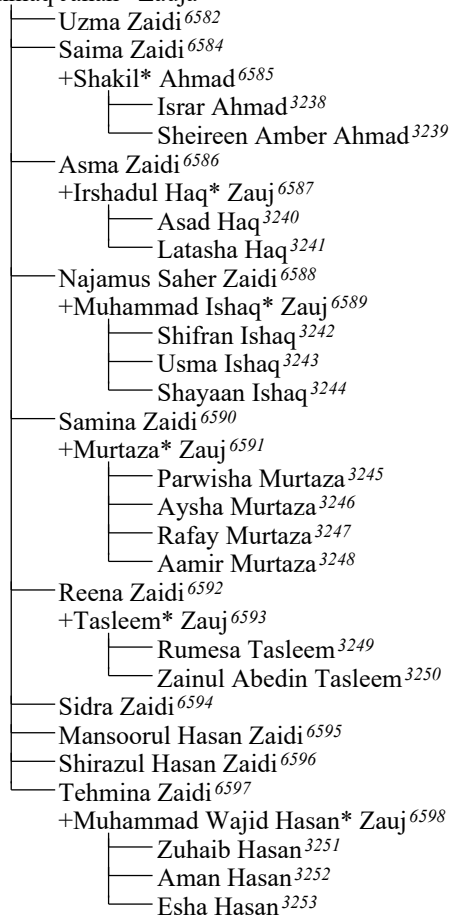 Uzma Zaidi 6582
Saima Zaidi 6584
+Shakil* Ahmad 6585
Israr Ahmad 3238
Sheireen Amber Ahmad 3239
Asma Zaidi 6586
+Irshadul Haq* Zauj 6587
Asad Haq 3240
Latasha Haq 3241
Najamus Saher Zaidi 6588
+Muhammad Ishaq* Zauj 6589
Shifran Ishaq 3242
Usma Ishaq 3243
Shayaan Ishaq 3244
Samina Zaidi 6590
+Murtaza* Zauj 6591
Parwisha Murtaza 3245
Aysha Murtaza 3246
Rafay Murtaza 3247
Aamir Murtaza 3248
Reena Zaidi 6592
+Tasleem* Zauj 6593
Rumesa Tasleem 3249
Zainul Abedin Tasleem 3250
Sidra Zaidi 6594
Mansoorul Hasan Zaidi 6595
Shirazul Hasan Zaidi 6596
Tehmina Zaidi 6597
+Muhammad Wajid Hasan* Zauj 6598
Zuhaib Hasan 3251
Aman Hasan 3252
Esha Hasan 3253